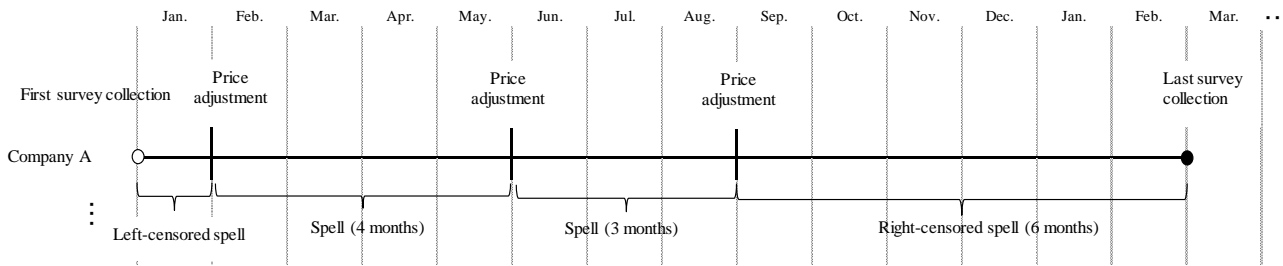 Jan. Feb. Mar. Apr. May. Jun. Jul. Aug. Sep. Oct. Nov. Dec. Jan. Feb. Mar. ..
First survey collection
Price
adjustment
Price
adjustment
Price
adjustment
Last survey
collection
Company A
⋮
Left-censored spell
Spell (4 months)
Spell (3 months)
Right-censored spell (6 months)